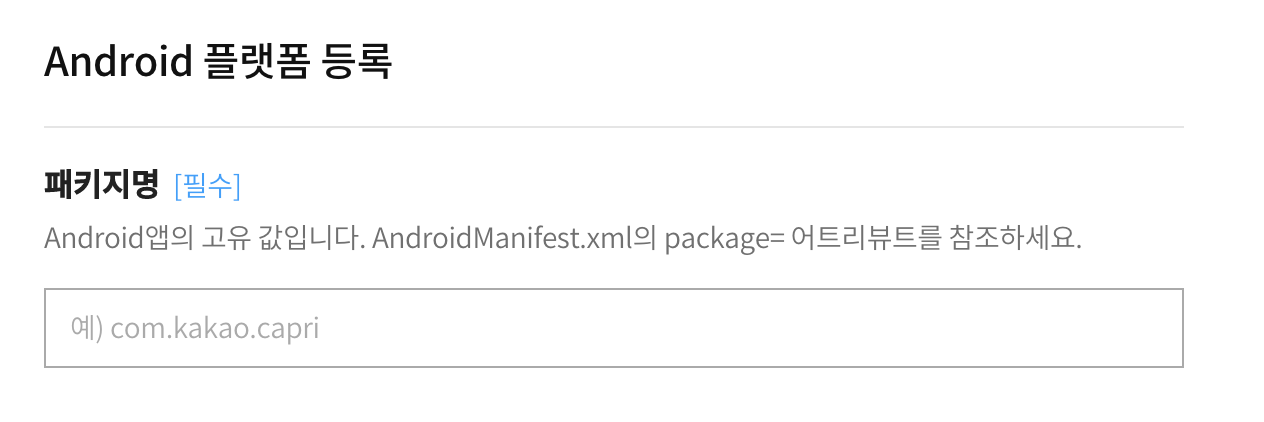 Android 플랫폼 등록
패키지명 [필수]
Android앱의 고유 값입니다. AndroidManifest.xml의 package= 어트리뷰트를 참조하세요.
예) com.kakao.capri